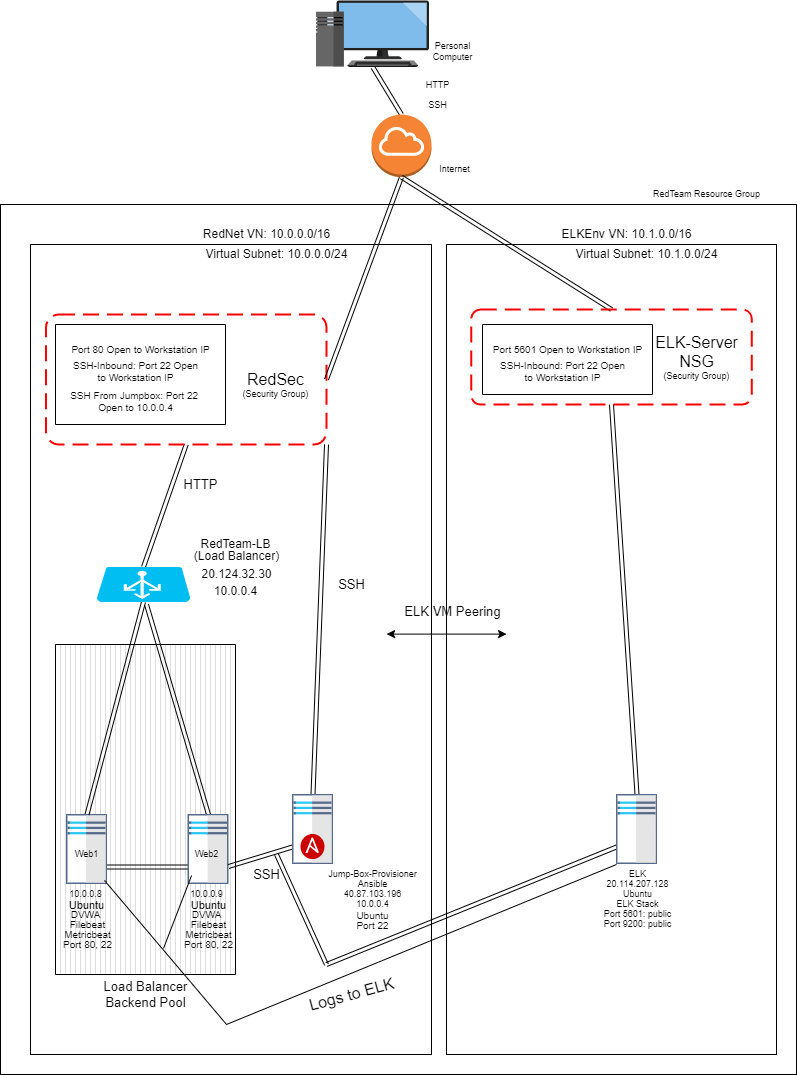 Personal
Computer
HTTP
SSH
Internet
RedTeam Resource Group
RedNet VN: 10.0.0.0/16
Virtual Subnet: 10.0.0.0/24
ELKEnv VN: 10.1.0.0/16
Virtual Subnet: 10.1.0.0/24
Port 80 Open to Workstation IP
SSH-Inbound: Port 22 Open
to Workstation IP
SSH From Jumpbox: Port 22
Open to 10.0.0.4
RedSec
(Security Group)
Port 5601 Open to Workstation IP
SSH-Inbound: Port 22 Open
to Workstation IP
ELK-Server
NSG
(Security Group)
HTTP
RedTeam-LB
(Load Balancer)
20.124.32.30
10.0.0.4
SSH
ELK VM Peering
Web1
Web2
SSH
10.0.0.8
Ubuntu
DVWA
Filebeat
Metricbeat
Port 80, 22
10.0.0.9
Ubuntu
DVWA
Filebeat
Metricbeat
Port 80, 22
Jump-Box-Provisioner
Ansible
40.87.103.196
10.0.0.4
Ubuntu
Port 22
ELK
20.114.207.128
Ubuntu
ELK Stack
Port 5601: public
Port 9200: public
Load Balancer
Backend Pool
Logs to ELK